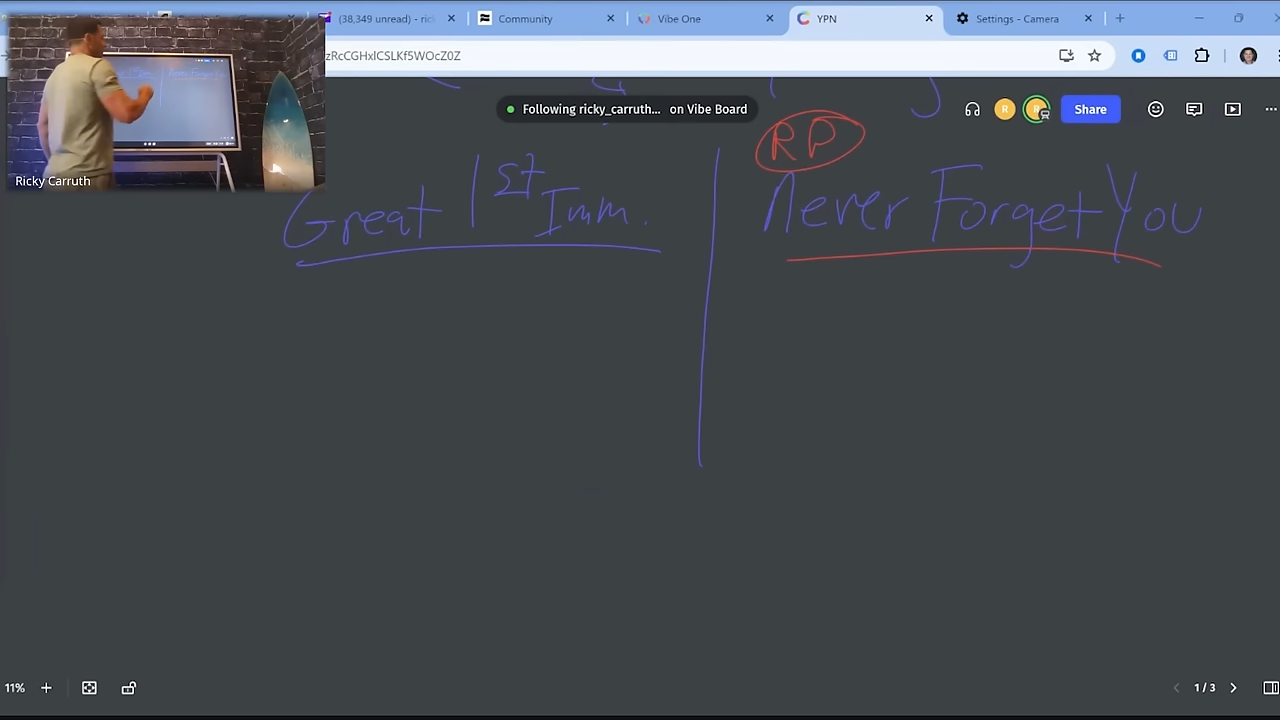 (38,349 unread) - ric
Community
Vibe One
YPN
Settings - Camera
zRcCGHxlCSLKf5WOcZ0Z
Following ricky_carruth... on Vibe Board
R
Share
Ricky Carruth
RP
Great 1st Imm.
Never Forget You
11%
1 / 3